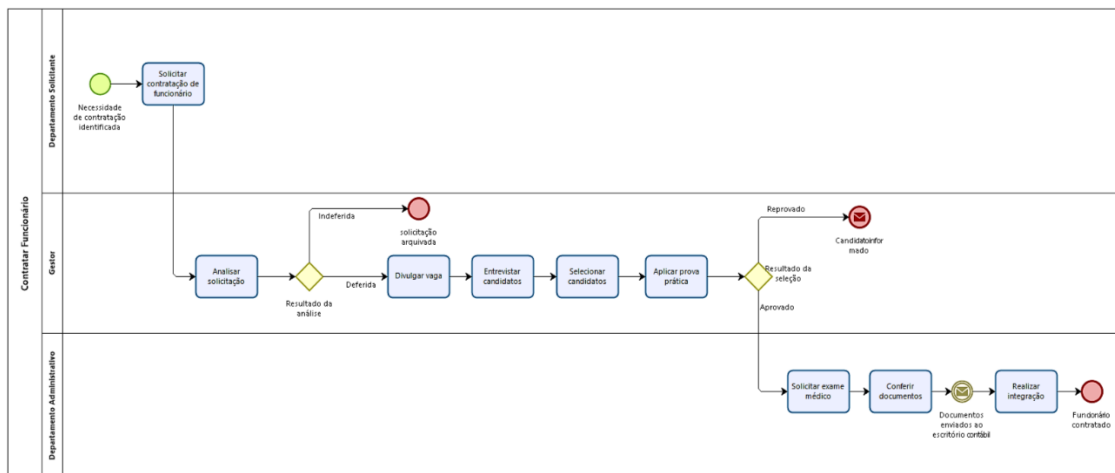 Contratar Funcionário
Departamento Solicitante
Necessidade
de contratação
identificada
Solicitar
contratação de
funcionário
Gestor
Analisar
solicitação
Resultado da
análise
Indeferida
solicitação
arquivada
Deferida
Divulgar vaga
Entrevistar
candidatos
Selecionar
candidatos
Aplicar prova
prática
Resultado da
seleção
Reprovado
Candidatoinfor
mado
Aprovado
Departamento Administrativo
Solicitar exame
médico
Conferir
documentos
Documentos
enviados ao
escritório contábil
Realizar
integração
Funcionário
contratado